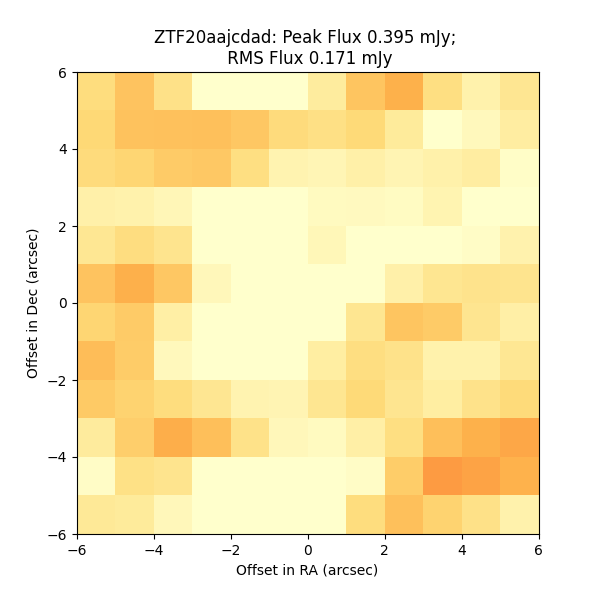 ZTF20aajcdad: Peak Flux 0.395 mJy;
RMS Flux 0.171 mJy
6
4
2
0
−2
−4
−6
Offset in Dec (arcsec)
−6 −4 −2 0 2 4 6
Offset in RA (arcsec)